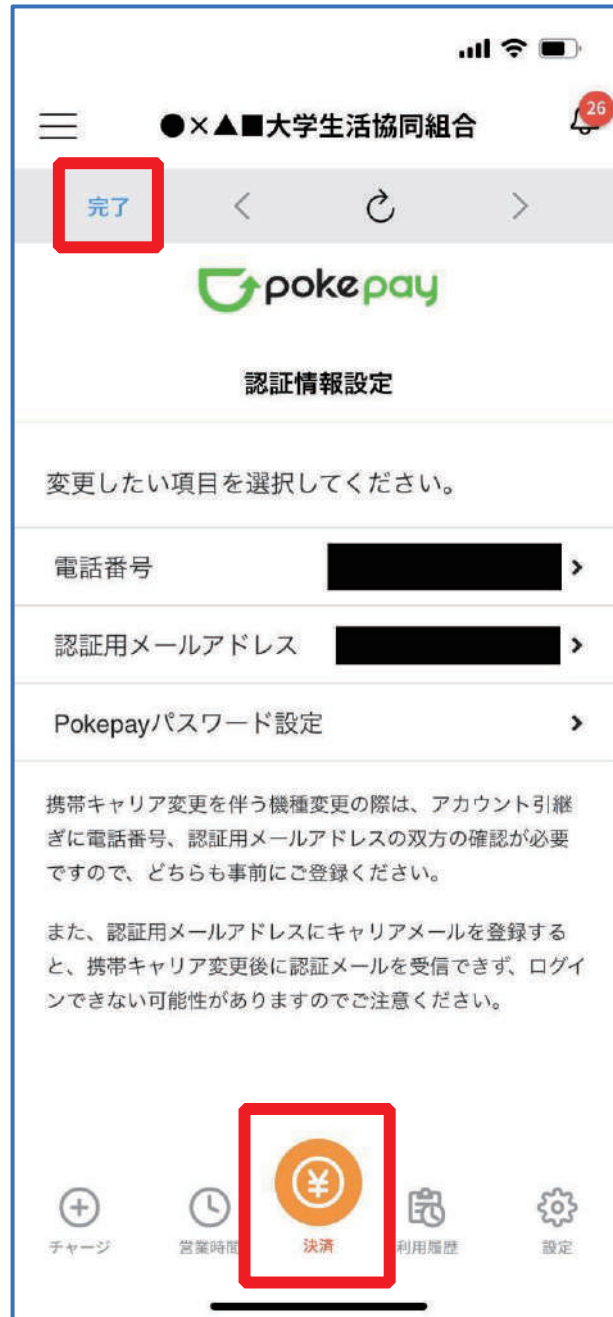 26
●×▲■大学生活協同組合
完了
pokepay
認証情報設定
変更したい項目を選択してください。
電話番号
認証用メールアドレス
Pokepayパスワード設定
携帯キャリア変更を伴う機種変更の際は、アカウント引継
ぎに電話番号、認証用メールアドレスの双方の確認が必要
ですので、どちらも事前にご登録ください。
また、認証用メールアドレスにキャリアメールを登録する
と、携帯キャリア変更後に認証メールを受信できず、ログイ
ンできない可能性がありますのでご注意ください。
¥
チャージ
営業時間
決済
利用履歴
設定